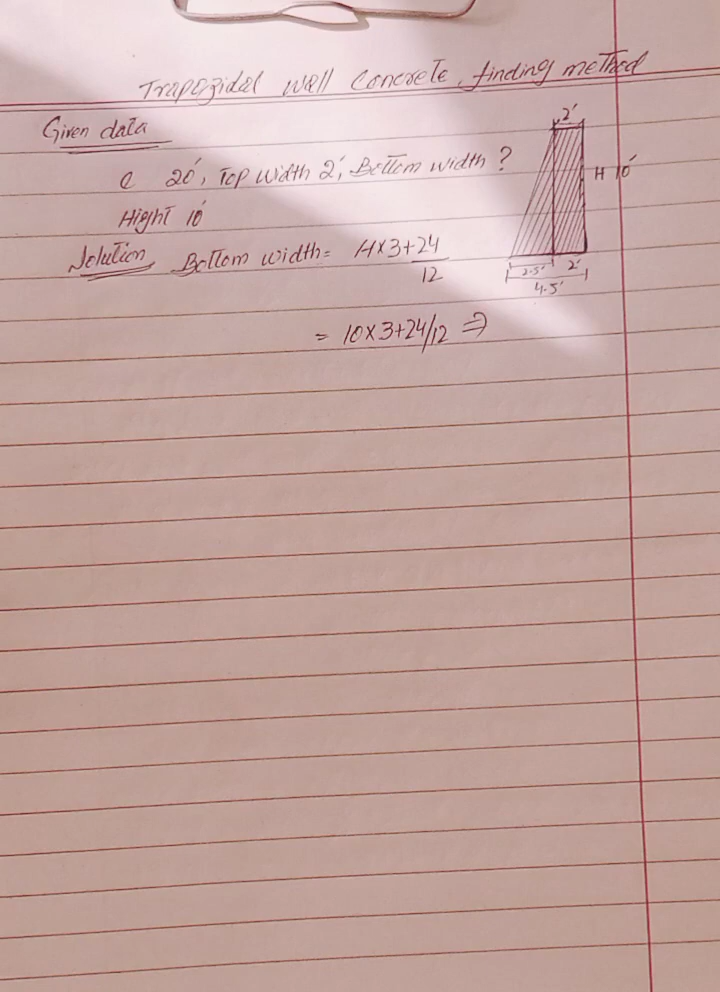 Trapazidal Wall Concrete finding method
Given data
2'
l 20', Top width 2', Bottom width ?
H 10'
Hight 10'
Solution Bottom width = H×3+24
12
2.5' 2'
4.5'
= 10×3+24/12 ⇒